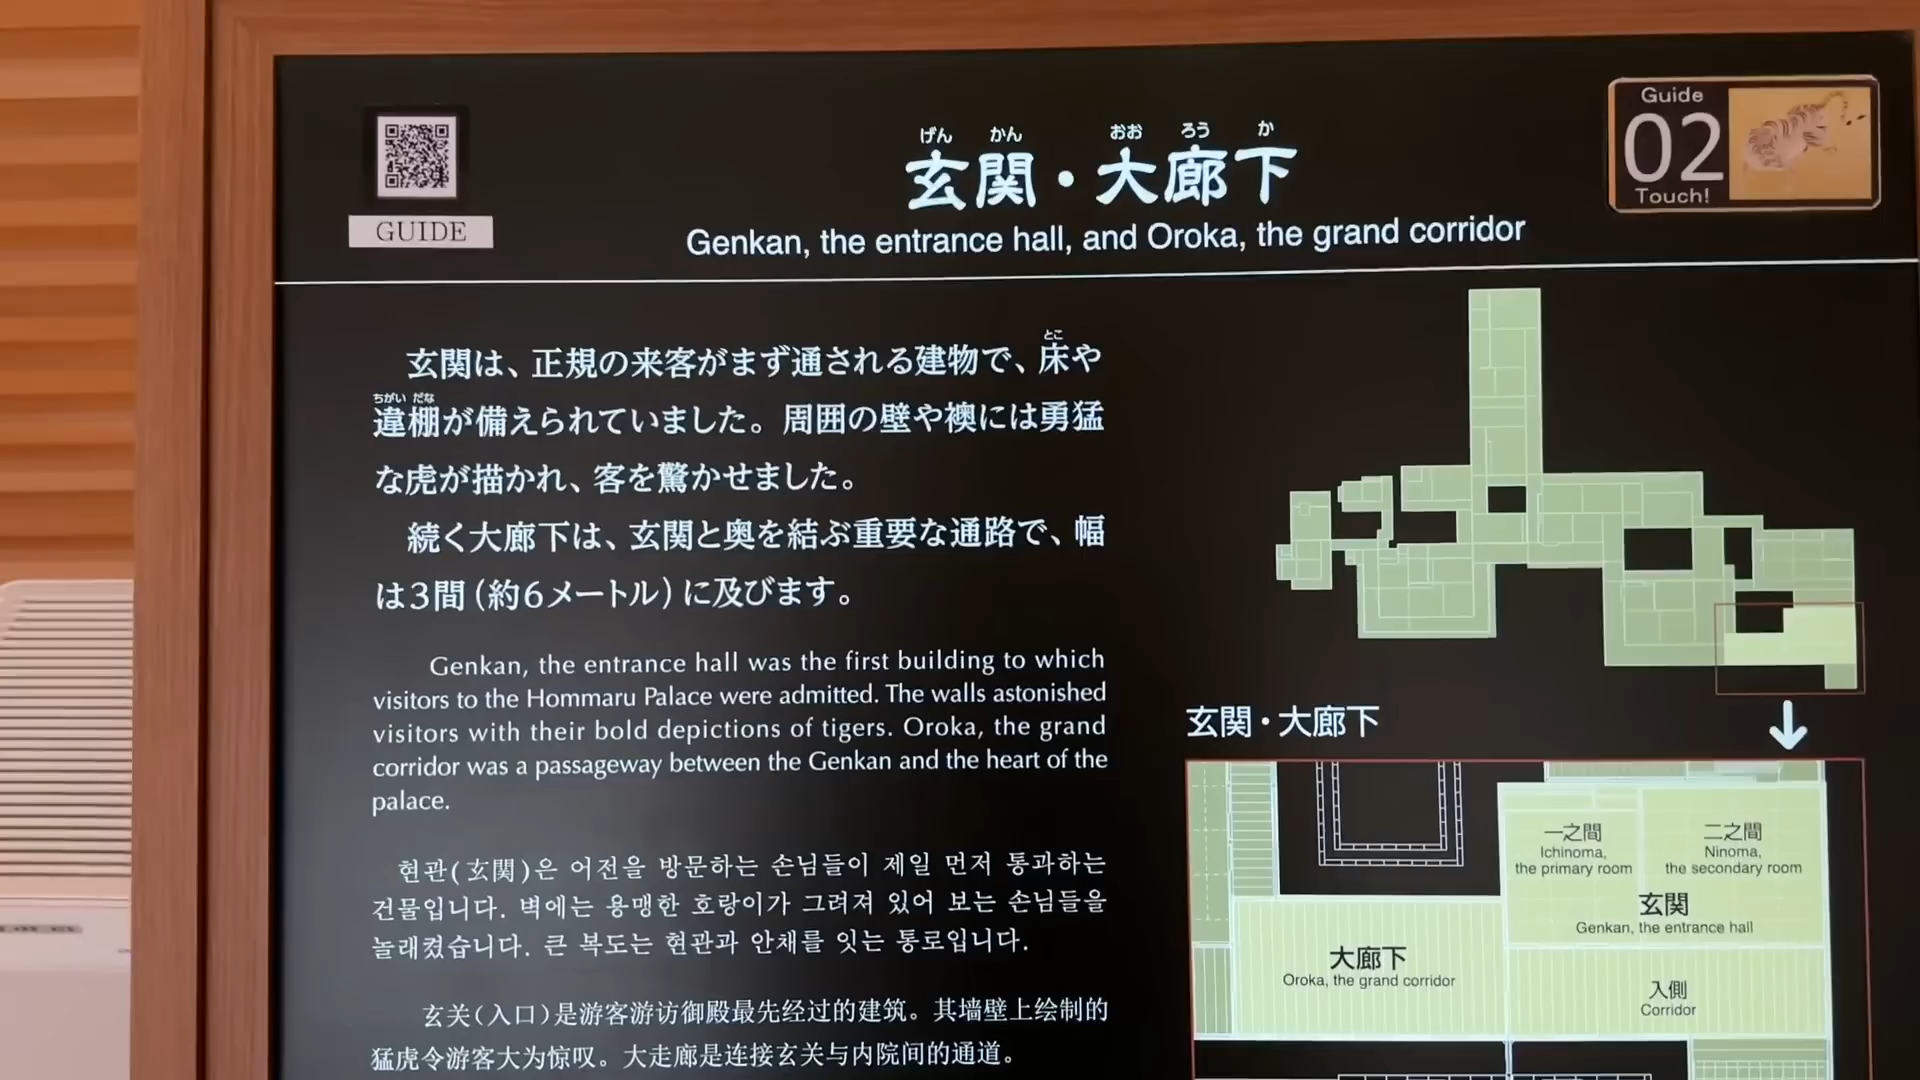 GUIDE
げん かん おお ろう か
玄関・大廊下
Genkan, the entrance hall, and Oroka, the grand corridor
Guide
02
Touch!
とこ
玄関は、正規の来客がまず通される建物で、床や
ちがい だな
違棚が備えられていました。周囲の壁や襖には勇猛
な虎が描かれ、客を驚かせました。
続く大廊下は、玄関と奥を結ぶ重要な通路で、幅
は3間(約6メートル)に及びます。
Genkan, the entrance hall was the first building to which
visitors to the Hommaru Palace were admitted. The walls astonished
visitors with their bold depictions of tigers. Oroka, the grand
corridor was a passageway between the Genkan and the heart of the
palace.
현관(玄関)은 어전을 방문하는 손님들이 제일 먼저 통과하는
건물입니다. 벽에는 용맹한 호랑이가 그려져 있어 보는 손님들을
놀래켰습니다. 큰 복도는 현관과 안채를 잇는 통로입니다.
玄关(入口)是游客游访御殿最先经过的建筑。其墙壁上绘制的
猛虎令游客大为惊叹。大走廊是连接玄关与内院间的通道。
玄関・大廊下
一之間
Ichinoma,
the primary room
二之間
Ninoma,
the secondary room
玄関
Genkan, the entrance hall
大廊下
Oroka, the grand corridor
入側
Corridor